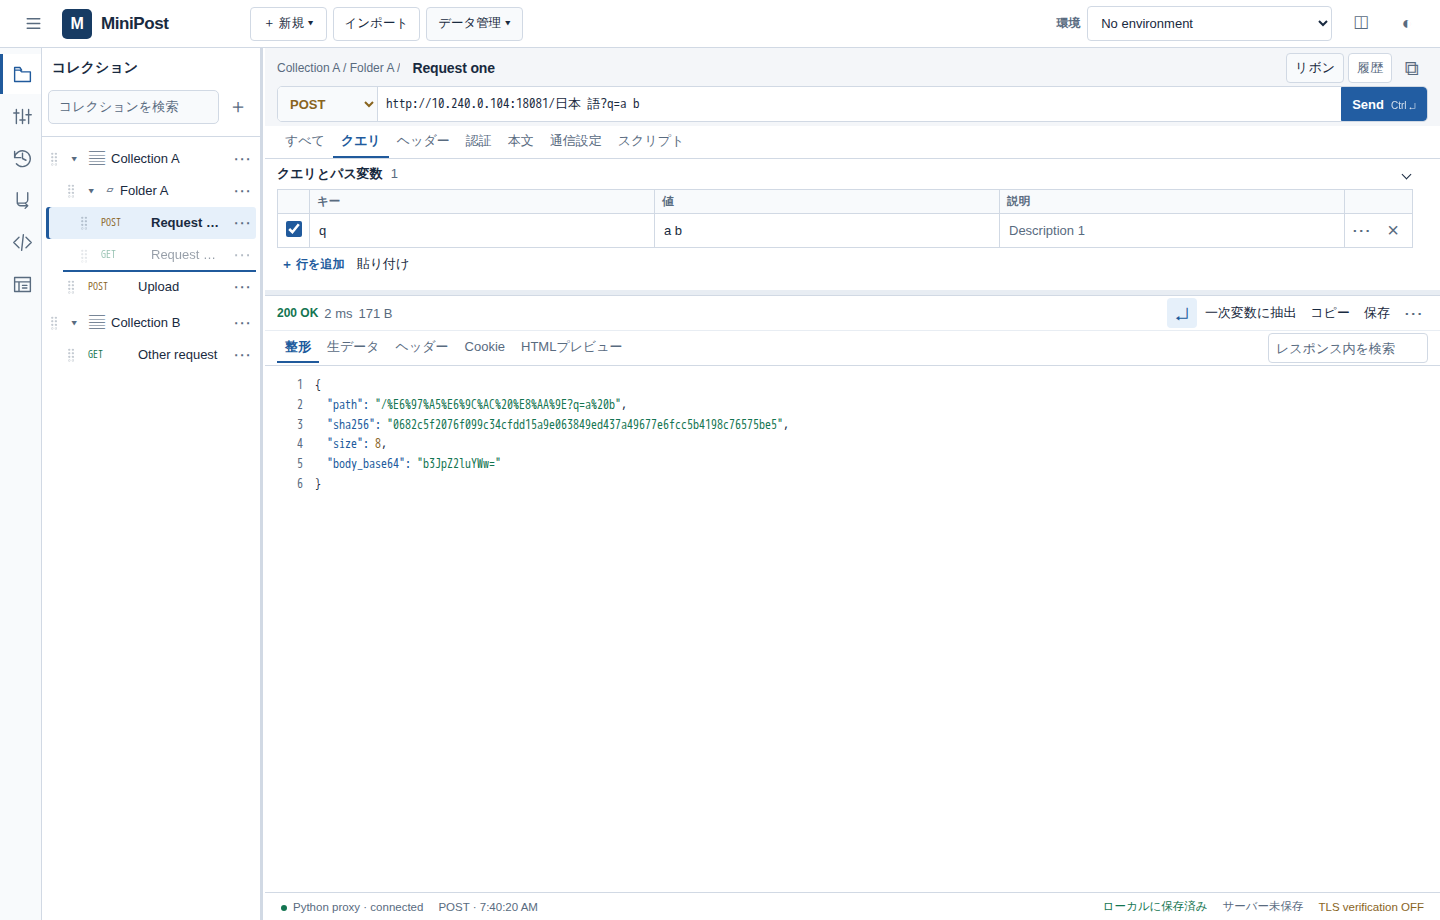 M MiniPost ＋ 新規 ▾ インポート データ管理 ▾ 環境 No environment
コレクション
コレクションを検索 ＋
Collection A ···
Folder A ···
POST Request … ···
GET Request … ···
POST Upload ···
Collection B ···
GET Other request ···
Collection A / Folder A / Request one リボン 履歴
POST http://10.240.0.104:18081/日本 語?q=a b Send Ctrl
すべて クエリ ヘッダー 認証 本文 通信設定 スクリプト
クエリとパス変数 1
キー 値 説明
q a b Description 1 ··· ×
＋ 行を追加 貼り付け
200 OK 2 ms 171 B 一次変数に抽出 コピー 保存 ···
整形 生データ ヘッダー Cookie HTMLプレビュー レスポンス内を検索
1 {
2 "path": "/%E6%97%A5%E6%9C%AC%20%E8%AA%9E?q=a%20b",
3 "sha256": "0682c5f2076f099c34cfdd15a9e063849ed437a49677e6fcc5b4198c76575be5",
4 "size": 8,
5 "body_base64": "b3JpZ2luYWw="
6 }
Python proxy · connected POST · 7:40:20 AM ローカルに保存済み サーバー未保存 TLS verification OFF